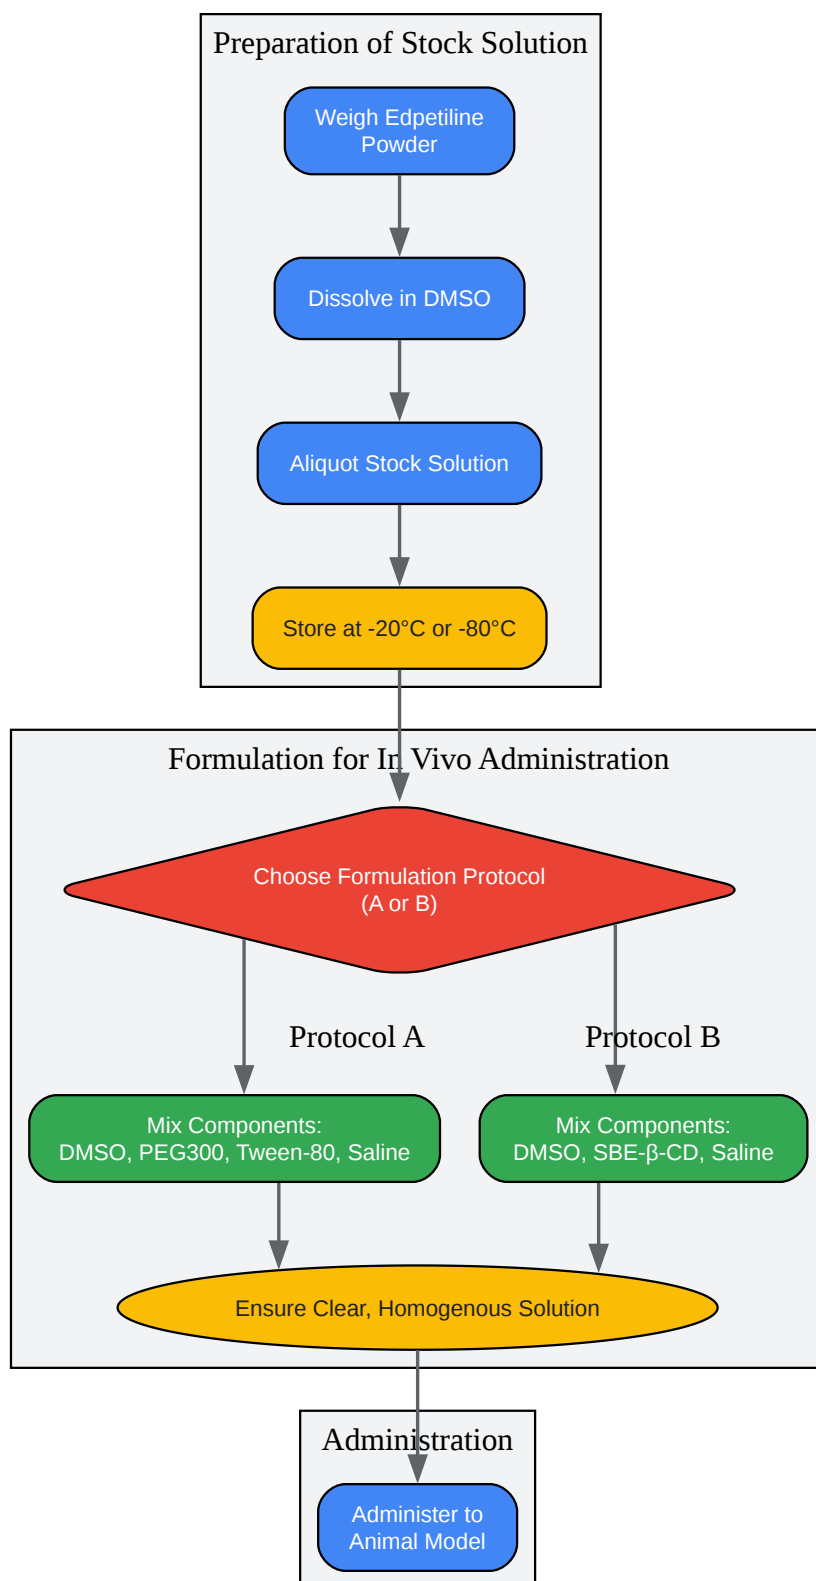 Preparation of Stock Solution
Weigh Edpetiline
Powder
Dissolve in DMSO
Aliquot Stock Solution
Store at -20°C or -80°C
Formulation for In Vivo Administration
Choose Formulation Protocol
(A or B)
Protocol A
Protocol B
Mix Components:
DMSO, PEG300, Tween-80, Saline
Mix Components:
DMSO, SBE-β-CD, Saline
Ensure Clear, Homogenous Solution
Administration
Administer to
Animal Model